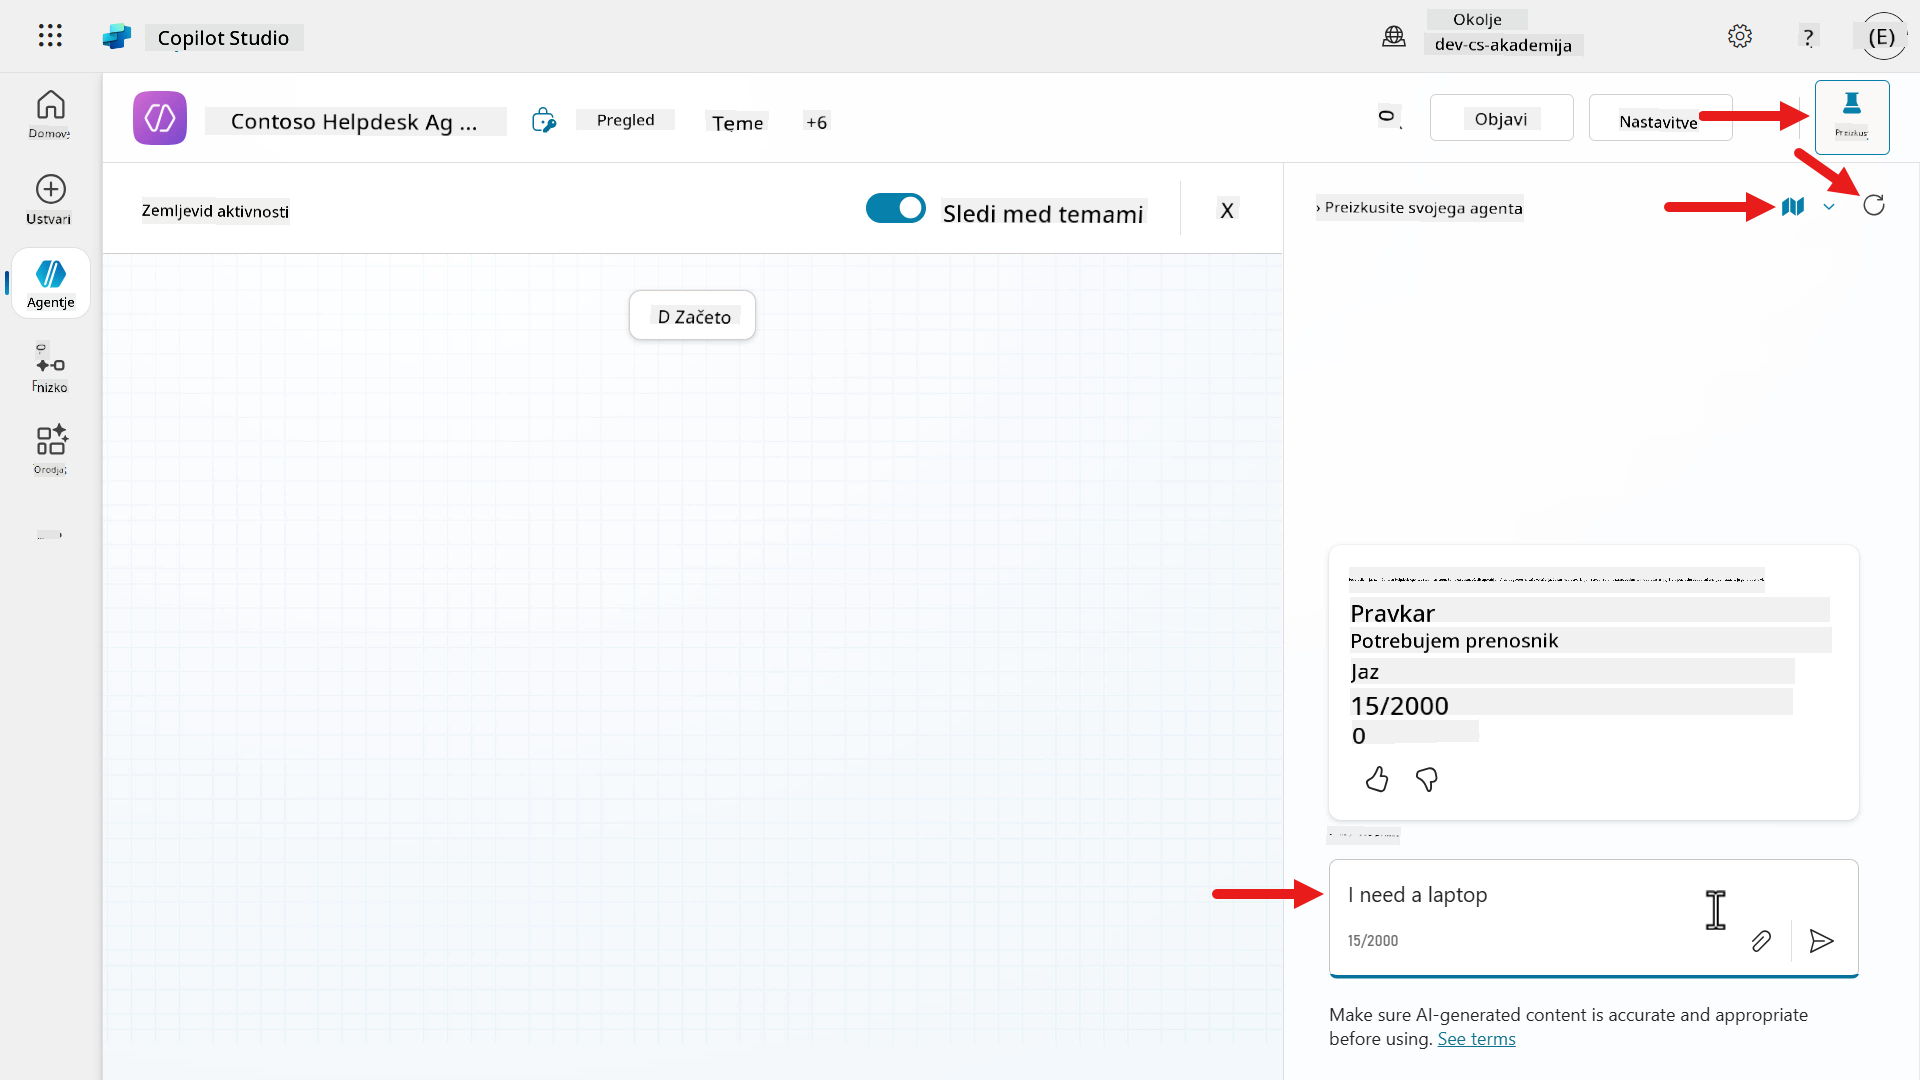 Copilot Studio
Okolje
dev-cs-akademija
?
(E)
Domov
Contoso Helpdesk Ag ...
Pregled
Teme
+6
Objavi
Nastavitve
Preizkus
Ustvari
Zemljevid aktivnosti
Sledi med temami
X
› Preizkusite svojega agenta
Agentje
D Začeto
Fnizko
Orodja
Pravkar
Potrebujem prenosnik
Jaz
15/2000
0
I need a laptop
15/2000
Make sure AI-generated content is accurate and appropriate
before using. See terms